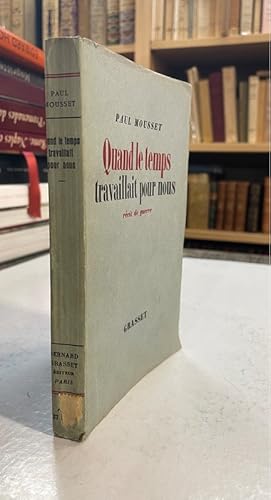 PAUL MOUSSET
Quand le temps
travaillait pour nous
récit de guerre
GRASSET
PAUL
MOUSSET
Quand le temps
travaillait
pour nous
BERNARD
GRASSET
ÉDITEUR
PARIS